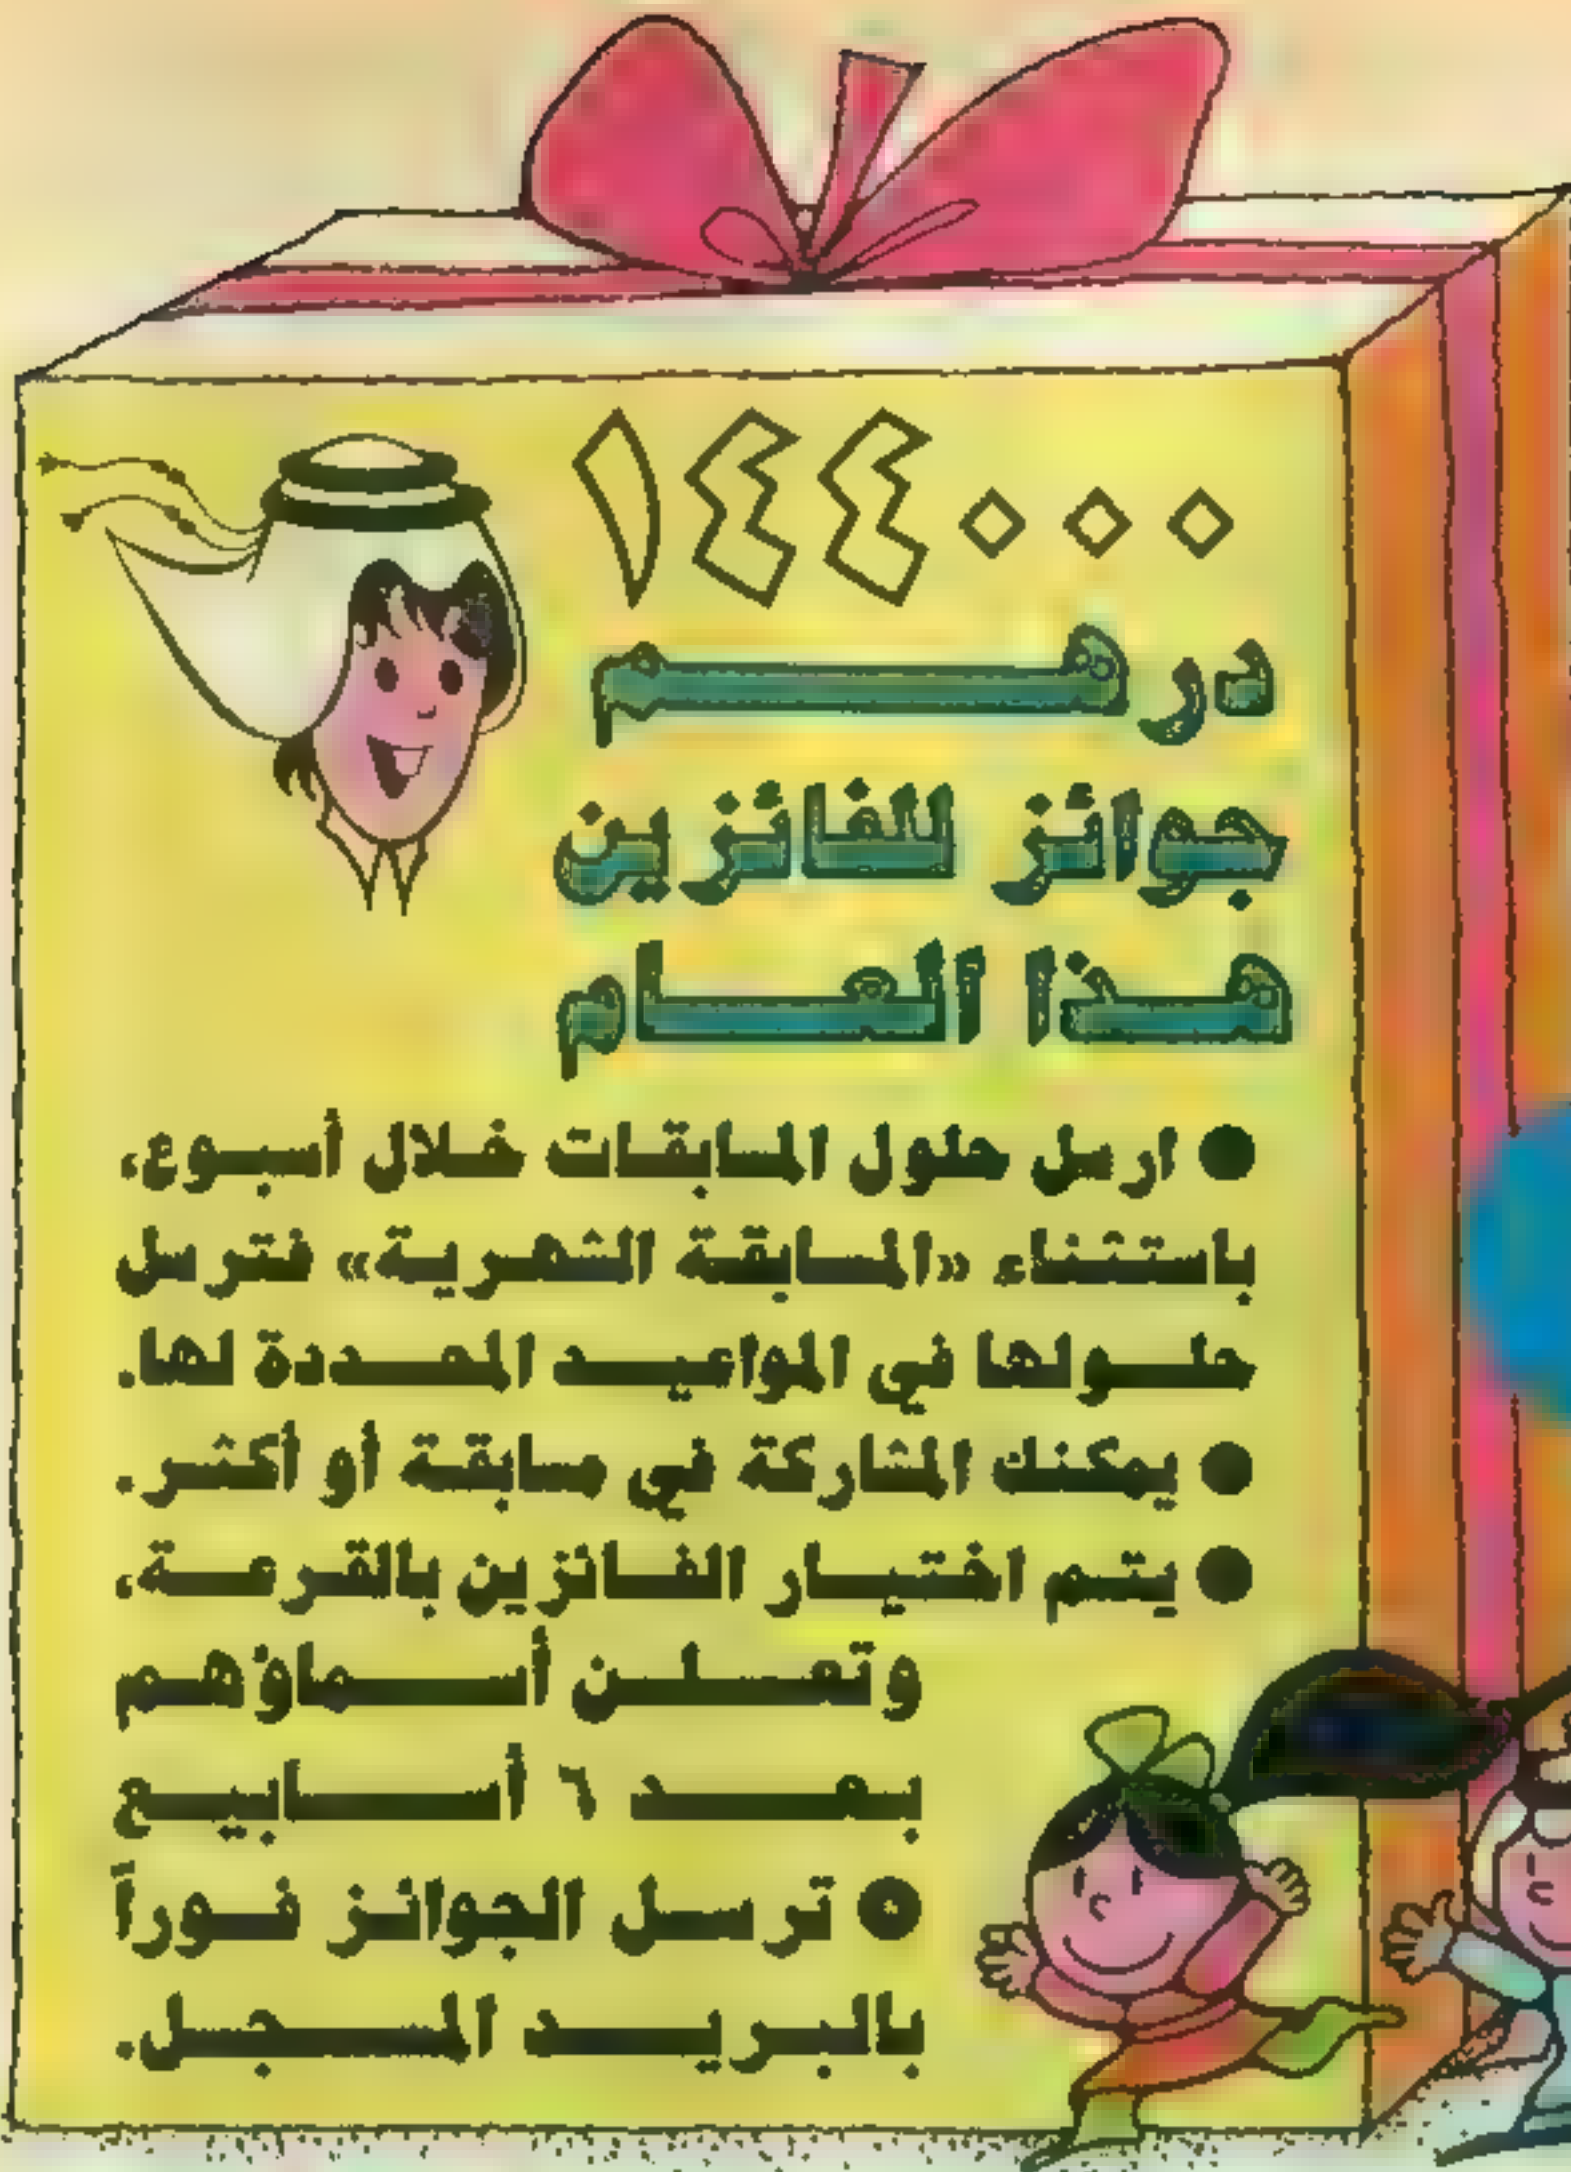 ١٤٤٠٠٠
درهم
جوائز للفائزين
هذا العام
● ارسل حلول المسابقات خلال أسبوع،
باستثناء «المسابقة الشهرية» فترسل
حلولها في المواعيد المحددة لها.
● يمكنك المشاركة في مسابقة أو أكثر.
● يتم اختيار الفائزين بالقرعة،
وتعلن أسماؤهم
بعد ٦ أسابيع
● ترسل الجوائز فوراً
بالبريد المسجل.